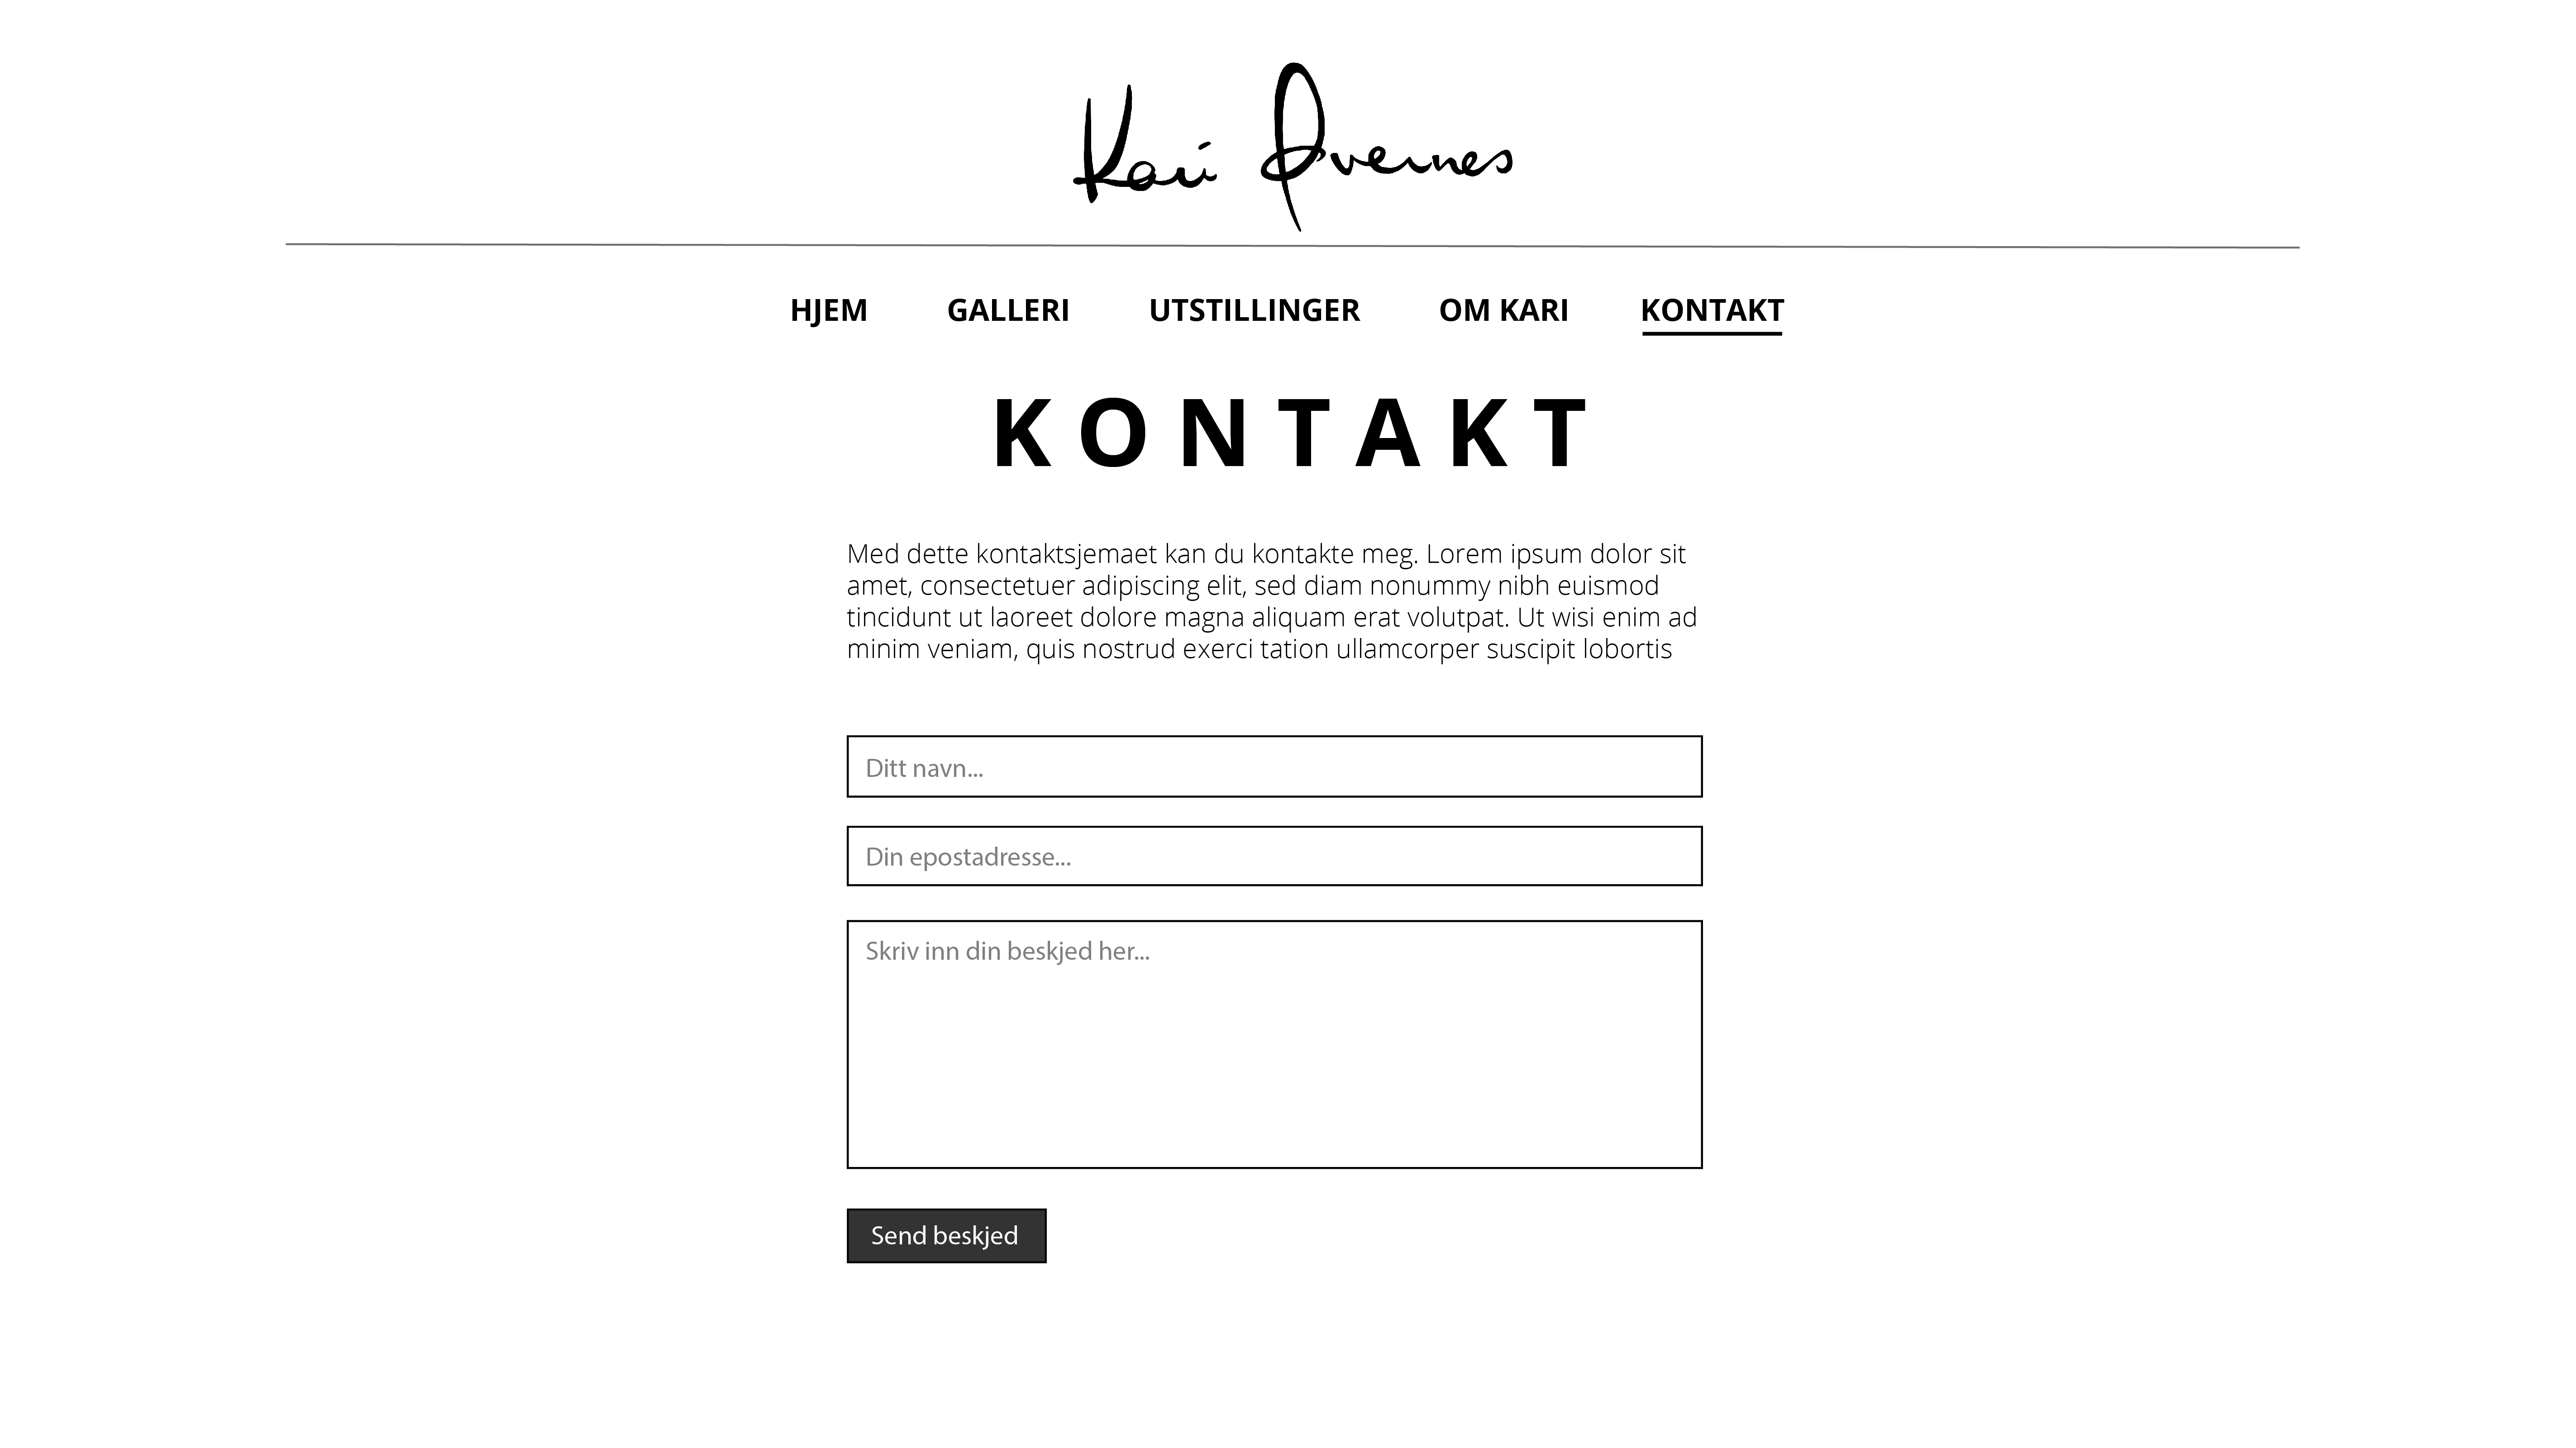 Kari Qvernes
HJEM GALLERI UTSTILLINGER OM KARI KONTAKT
KONTAKT
Med dette kontaktsjemaet kan du kontakte meg. Lorem ipsum dolor sit
amet, consectetuer adipiscing elit, sed diam nonummy nibh euismod
tincidunt ut laoreet dolore magna aliquam erat volutpat. Ut wisi enim ad
minim veniam, quis nostrud exerci tation ullamcorper suscipit lobortis
Ditt navn...
Din epostadresse...
Skriv inn din beskjed her...
Send beskjed